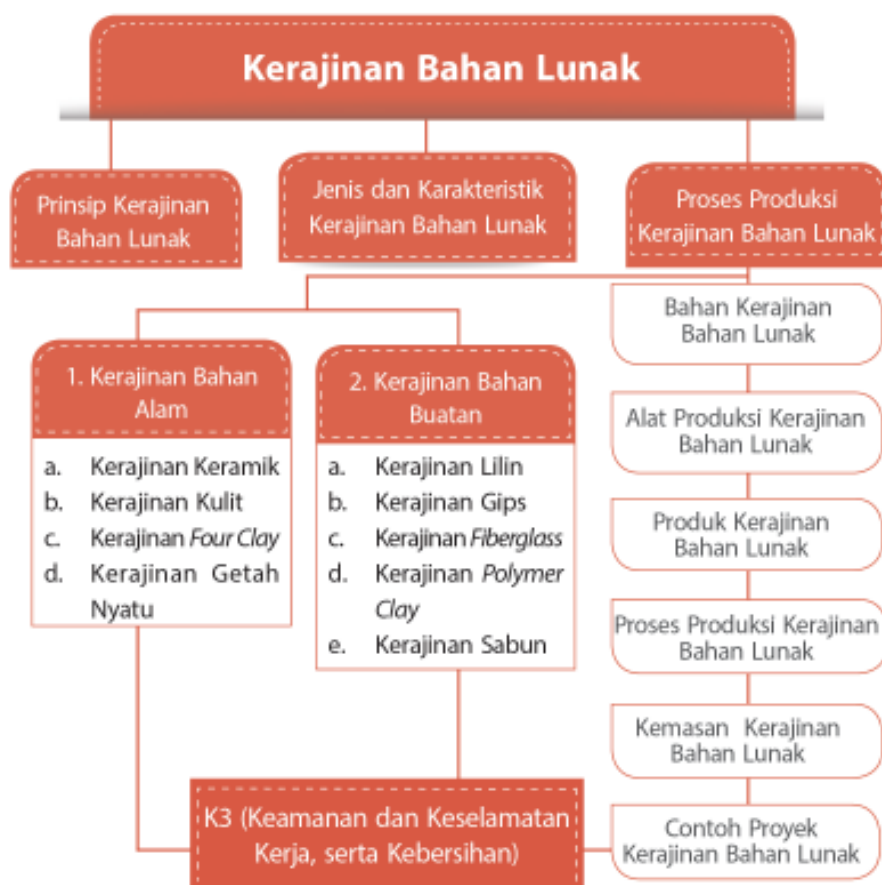 Kerajinan Bahan Lunak
Prinsip Kerajinan
Bahan Lunak
Jenis dan Karakteristik
Kerajinan Bahan Lunak
Proses Produksi
Kerajinan Bahan Lunak
1. Kerajinan Bahan
Alam
a. Kerajinan Keramik
b. Kerajinan Kulit
c. Kerajinan Four Clay
d. Kerajinan Getah
Nyatu
2. Kerajinan Bahan
Buatan
a. Kerajinan Lilin
b. Kerajinan Gips
c. Kerajinan Fiberglass
d. Kerajinan Polymer
Clay
e. Kerajinan Sabun
Bahan Kerajinan
Bahan Lunak
Alat Produksi Kerajinan
Bahan Lunak
Produk Kerajinan
Bahan Lunak
Proses Produksi Kerajinan
Bahan Lunak
Kemasan Kerajinan
Bahan Lunak
Contoh Proyek
Kerajinan Bahan Lunak
K3 (Keamanan dan Keselamatan
Kerja, serta Kebersihan)